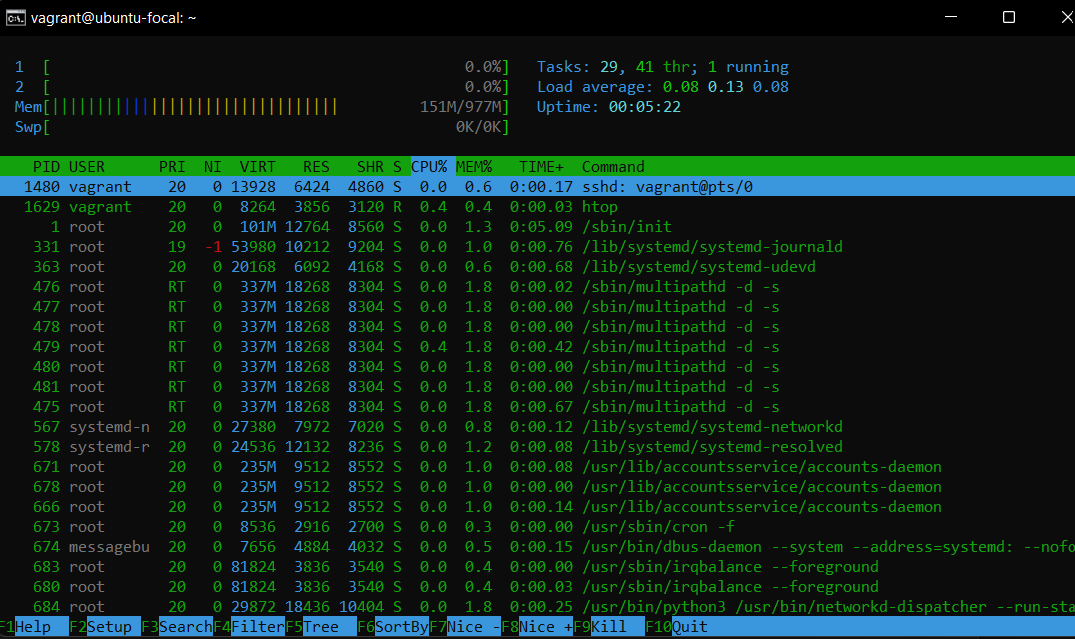 vagrant@ubuntu-focal: ~
1 [ 0.0%] Tasks: 29, 41 thr; 1 running
2 [ 0.0%] Load average: 0.08 0.13 0.08
Mem[||||||||||||||||||||||||||||||||| 151M/977M] Uptime: 00:05:22
Swp[ 0K/0K]
PID USER PRI NI VIRT RES SHR S CPU% MEM% TIME+ Command
1480 vagrant 20 0 13928 6424 4860 S 0.0 0.6 0:00.17 sshd: vagrant@pts/0
1629 vagrant 20 0 8264 3856 3120 R 0.4 0.4 0:00.03 htop
1 root 20 0 101M 12764 8560 S 0.0 1.3 0:05.09 /sbin/init
331 root 19 -1 53980 10212 9204 S 0.0 1.0 0:00.76 /lib/systemd/systemd-journald
363 root 20 0 20168 6092 4168 S 0.0 0.6 0:00.68 /lib/systemd/systemd-udevd
476 root RT 0 337M 18268 8304 S 0.0 1.8 0:00.02 /sbin/multipathd -d -s
477 root RT 0 337M 18268 8304 S 0.0 1.8 0:00.00 /sbin/multipathd -d -s
478 root RT 0 337M 18268 8304 S 0.0 1.8 0:00.00 /sbin/multipathd -d -s
479 root RT 0 337M 18268 8304 S 0.4 1.8 0:00.42 /sbin/multipathd -d -s
480 root RT 0 337M 18268 8304 S 0.0 1.8 0:00.00 /sbin/multipathd -d -s
481 root RT 0 337M 18268 8304 S 0.0 1.8 0:00.00 /sbin/multipathd -d -s
475 root RT 0 337M 18268 8304 S 0.0 1.8 0:00.67 /sbin/multipathd -d -s
567 systemd-n 20 0 27380 7972 7020 S 0.0 0.8 0:00.12 /lib/systemd/systemd-networkd
578 systemd-r 20 0 24536 12132 8236 S 0.0 1.2 0:00.08 /lib/systemd/systemd-resolved
671 root 20 0 235M 9512 8552 S 0.0 1.0 0:00.08 /usr/lib/accountsservice/accounts-daemon
678 root 20 0 235M 9512 8552 S 0.0 1.0 0:00.00 /usr/lib/accountsservice/accounts-daemon
666 root 20 0 235M 9512 8552 S 0.0 1.0 0:00.14 /usr/lib/accountsservice/accounts-daemon
673 root 20 0 8536 2916 2700 S 0.0 0.3 0:00.00 /usr/sbin/cron -f
674 messagebu 20 0 7656 4884 4032 S 0.0 0.5 0:00.15 /usr/bin/dbus-daemon --system --address=systemd: --nofo
683 root 20 0 81824 3836 3540 S 0.0 0.4 0:00.00 /usr/sbin/irqbalance --foreground
680 root 20 0 81824 3836 3540 S 0.0 0.4 0:00.03 /usr/sbin/irqbalance --foreground
684 root 20 0 29872 18436 10404 S 0.0 1.8 0:00.25 /usr/bin/python3 /usr/bin/networkd-dispatcher --run-sta
F1Help F2Setup F3SearchF4FilterF5Tree F6SortByF7Nice -F8Nice +F9Kill F10Quit